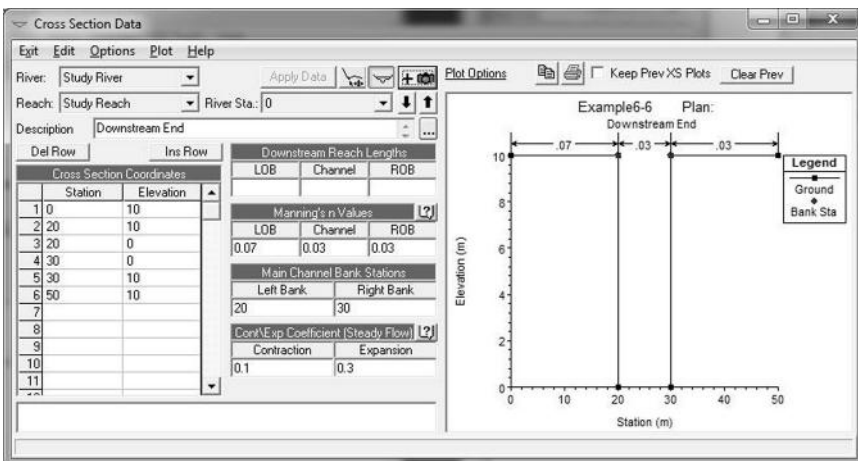 Cross Section Data
Exit Edit Options Plot Help
River: Study River
Apply Data
Reach: Study Reach
River Sta.: 0
Description Downstream End
...
Del Row Ins Row
Cross Section Coordinates
Station Elevation
1 0 10
2 20 10
3 20 0
4 30 0
5 30 10
6 50 10
7
8
9
10
11
Downstream Reach Lengths
LOB Channel ROB
Manning's n Values
LOB Channel ROB
0.07 0.03 0.03
Main Channel Bank Stations
Left Bank Right Bank
20 30
Cont\Exp Coefficient (Steady Flow)
Contraction Expansion
0.1 0.3
Plot Options
Keep Prev XS Plots
Clear Prev
Example6-6 Plan:
Downstream End
.07 .03 .03
Elevation (m)
10
8
6
4
2
0
0 10 20 30 40 50
Station (m)
Legend
Ground
Bank Sta